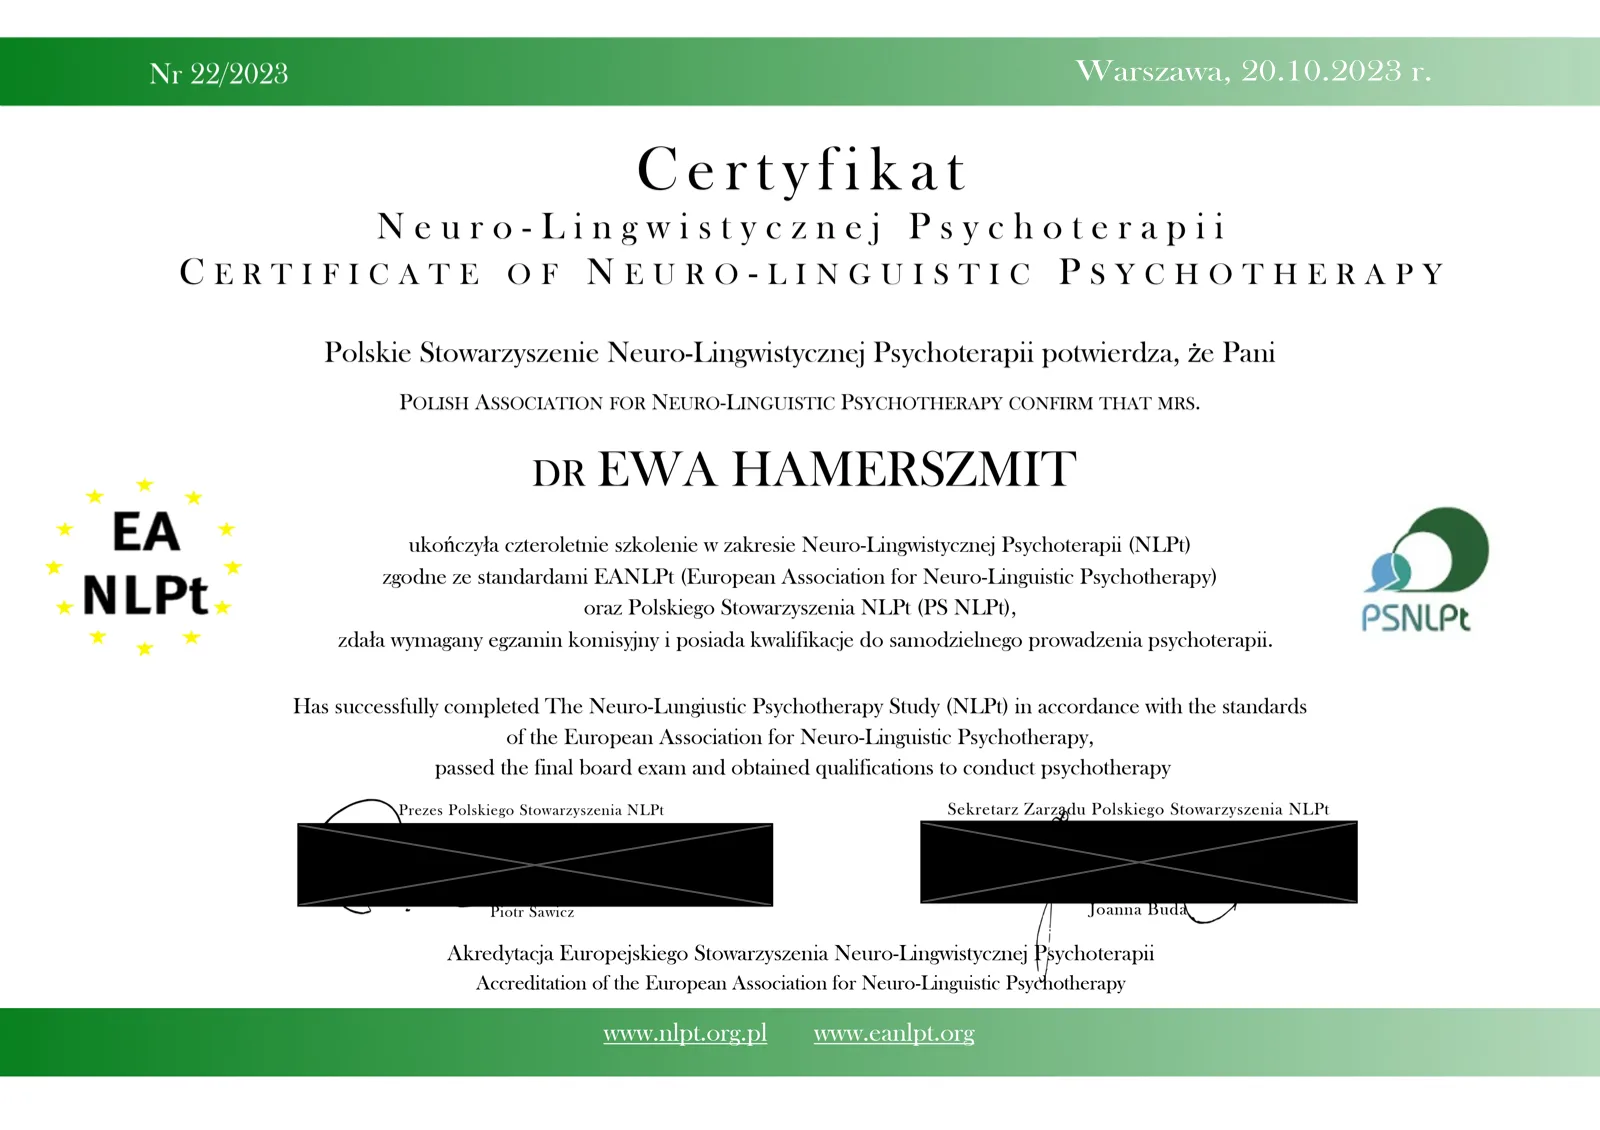 Nr 22/2023
Warszawa, 20.10.2023 r.
Certyfikat
Neuro-Lingwistycznej Psychoterapii
CERTIFICATE OF NEURO-LINGUISTIC PSYCHOTHERAPY
Polskie Stowarzyszenie Neuro-Lingwistycznej Psychoterapii potwierdza, że Pani
POLISH ASSOCIATION FOR NEURO-LINGUISTIC PSYCHOTHERAPY CONFIRM THAT MRS.
DR EWA HAMERSZMIT
EA
NLPt
PSNLPt
ukończyła czteroletnie szkolenie w zakresie Neuro-Lingwistycznej Psychoterapii (NLPt)
zgodne ze standardami EANLPt (European Association for Neuro-Linguistic Psychotherapy)
oraz Polskiego Stowarzyszenia NLPt (PS NLPt),
zdała wymagany egzamin komisyjny i posiada kwalifikacje do samodzielnego prowadzenia psychoterapii.
Has successfully completed The Neuro-Lungiustic Psychotherapy Study (NLPt) in accordance with the standards
of the European Association for Neuro-Linguistic Psychotherapy,
passed the final board exam and obtained qualifications to conduct psychotherapy
Prezes Polskiego Stowarzyszenia NLPt
Sekretarz Zarządu Polskiego Stowarzyszenia NLPt
Piotr Sawicz
Joanna Buda
Akredytacja Europejskiego Stowarzyszenia Neuro-Lingwistycznej Psychoterapii
Accreditation of the European Association for Neuro-Linguistic Psychotherapy
www.nlpt.org.pl
www.eanlpt.org